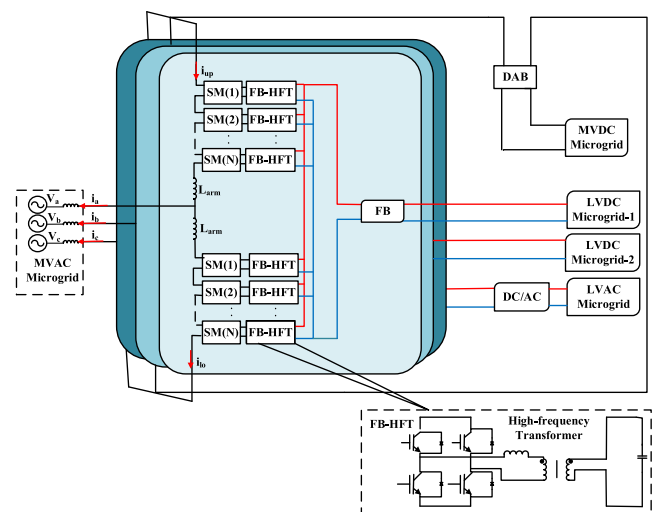 i_up
SM(1) FB-HFT
SM(2) FB-HFT
SM(N) FB-HFT
L_arm
L_arm
SM(1) FB-HFT
SM(2) FB-HFT
SM(N) FB-HFT
i_lo
V_a i_a
V_b i_b
V_c i_c
MVAC
Microgrid
DAB
MVDC
Microgrid
FB
LVDC
Microgrid-1
LVDC
Microgrid-2
DC/AC
LVAC
Microgrid
FB-HFT
High-frequency
Transformer